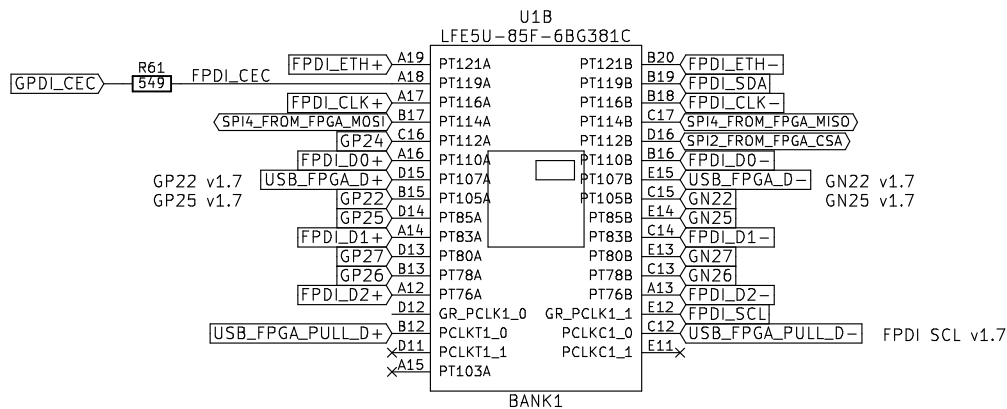 U1B
LFE5U-85F-6BG381C
FPDI_ETH+ A19 PT121A PT121B B20 FPDI_ETH-
GPDI_CEC R61 549 FPDI_CEC A18 PT119A PT119B B19 FPDI_SDA
FPDI_CLK+ A17 PT116A PT116B B18 FPDI_CLK-
SPI4_FROM_FPGA_MOSI B17 PT114A PT114B C17 SPI4_FROM_FPGA_MISO
GP24 C16 PT112A PT112B D16 SPI2_FROM_FPGA_CSA
FPDI_D0+ A16 PT110A PT110B B16 FPDI_D0-
GP22 v1.7 USB_FPGA_D+ D15 PT107A PT107B E15 USB_FPGA_D- GN22 v1.7
GP25 v1.7 GP22 B15 PT105A PT105B C15 GN22 GN25 v1.7
GP25 D14 PT85A PT85B E14 GN25
FPDI_D1+ A14 PT83A PT83B C14 FPDI_D1-
GP27 D13 PT80A PT80B E13 GN27
GP26 B13 PT78A PT78B C13 GN26
FPDI_D2+ A12 PT76A PT76B A13 FPDI_D2-
D12 GR_PCLK1_0 GR_PCLK1_1 E12 FPDI_SCL
USB_FPGA_PULL_D+ B12 PCLKT1_0 PCLKC1_0 C12 USB_FPGA_PULL_D- FPDI SCL v1.7
D11 PCLKT1_1 PCLKC1_1 E11
A15 PT103A
BANK1